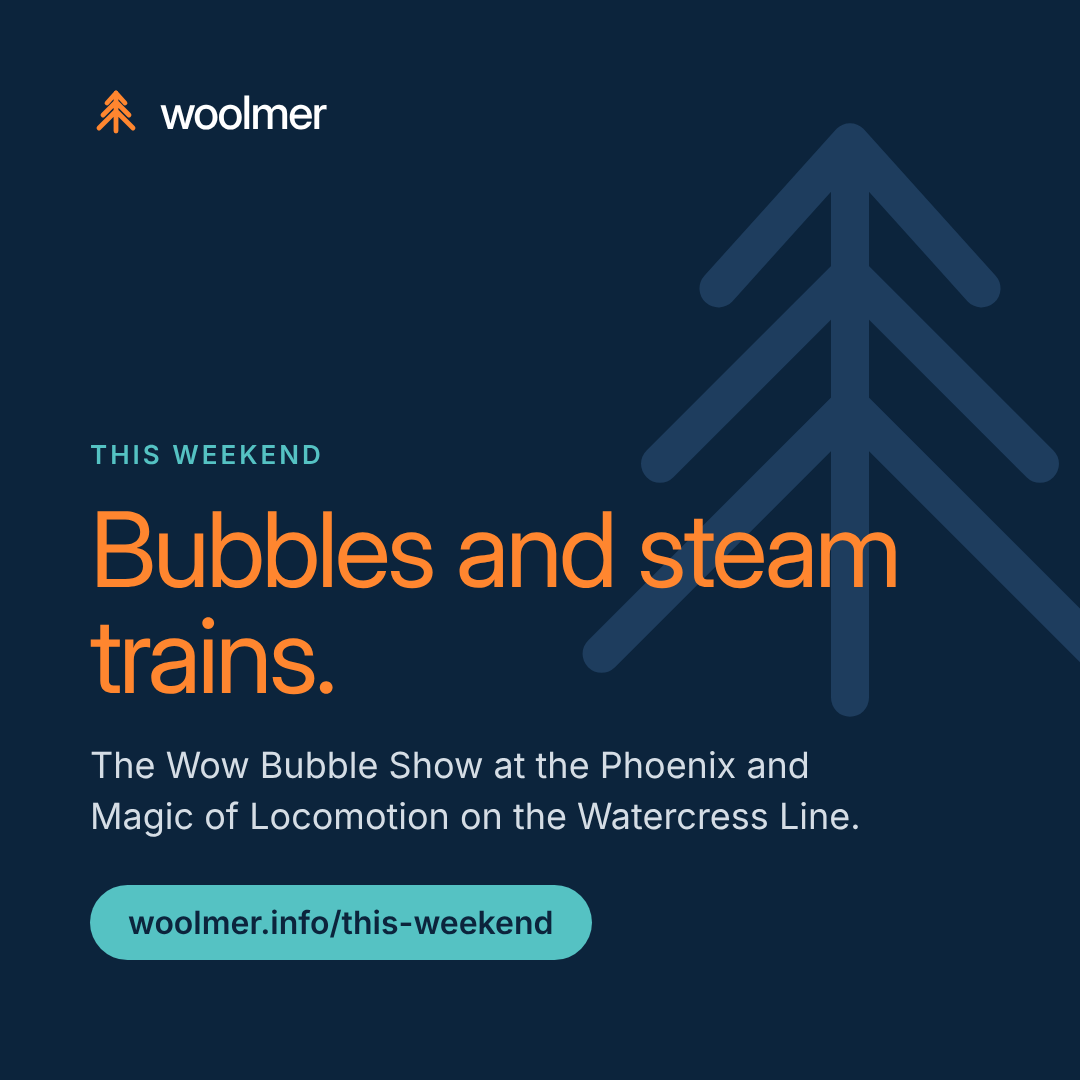 woolmer
THIS WEEKEND
Bubbles and steam
trains.
The Wow Bubble Show at the Phoenix and
Magic of Locomotion on the Watercress Line.
woolmer.info/this-weekend